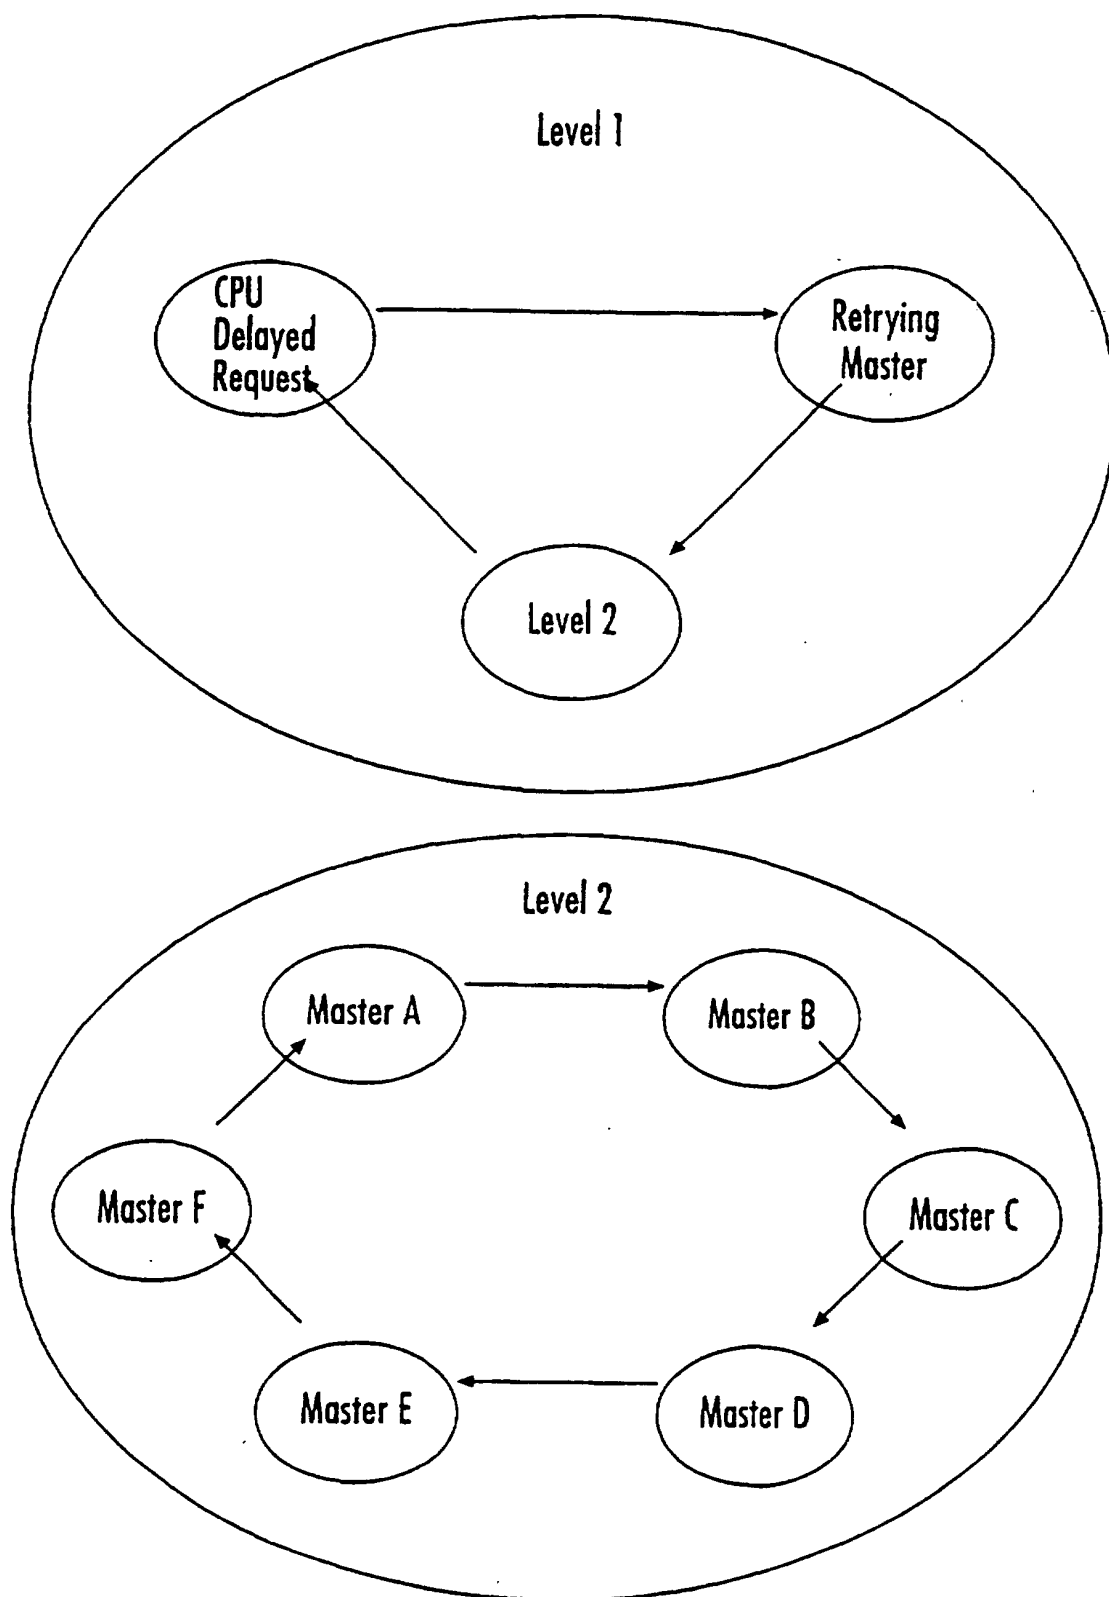 Level 1
CPU
Delayed
Request
Retrying
Master
Level 2
Level 2
Master A
Master B
Master F
Master C
Master E
Master D